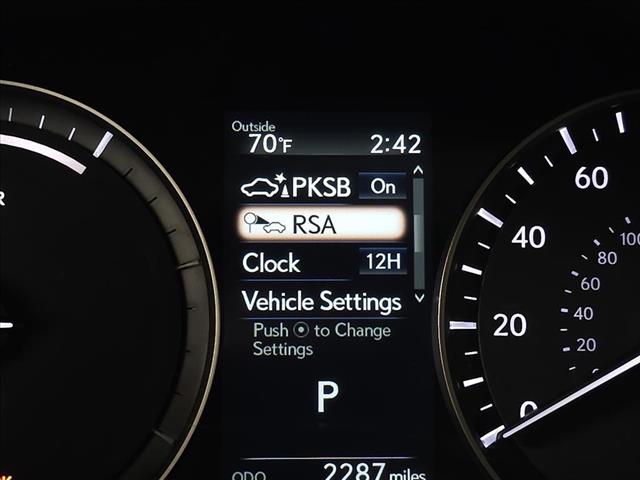 Outside
70°F 2:42
PKSB On
RSA
Clock 12H
Vehicle Settings
Push to Change
Settings
P
ODO 2287 miles
R
60
40
20
0
100
80
60
40
20